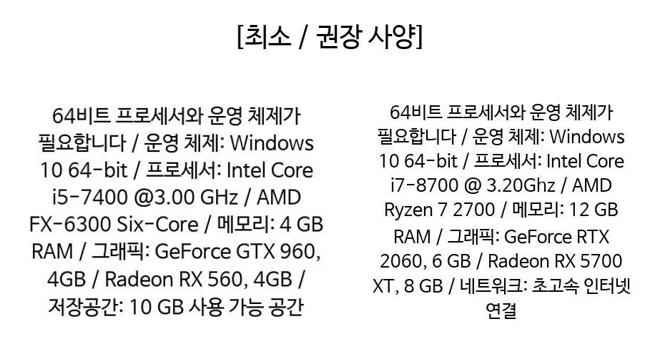 [최소 / 권장 사양]
64비트 프로세서와 운영 체제가
필요합니다 / 운영 체제: Windows
10 64-bit / 프로세서: Intel Core
i5-7400 @3.00 GHz / AMD
FX-6300 Six-Core / 메모리: 4 GB
RAM / 그래픽: GeForce GTX 960,
4GB / Radeon RX 560, 4GB /
저장공간: 10 GB 사용 가능 공간
64비트 프로세서와 운영 체제가
필요합니다 / 운영 체제: Windows
10 64-bit / 프로세서: Intel Core
i7-8700 @ 3.20Ghz / AMD
Ryzen 7 2700 / 메모리: 12 GB
RAM / 그래픽: GeForce RTX
2060, 6 GB / Radeon RX 5700
XT, 8 GB / 네트워크: 초고속 인터넷
연결